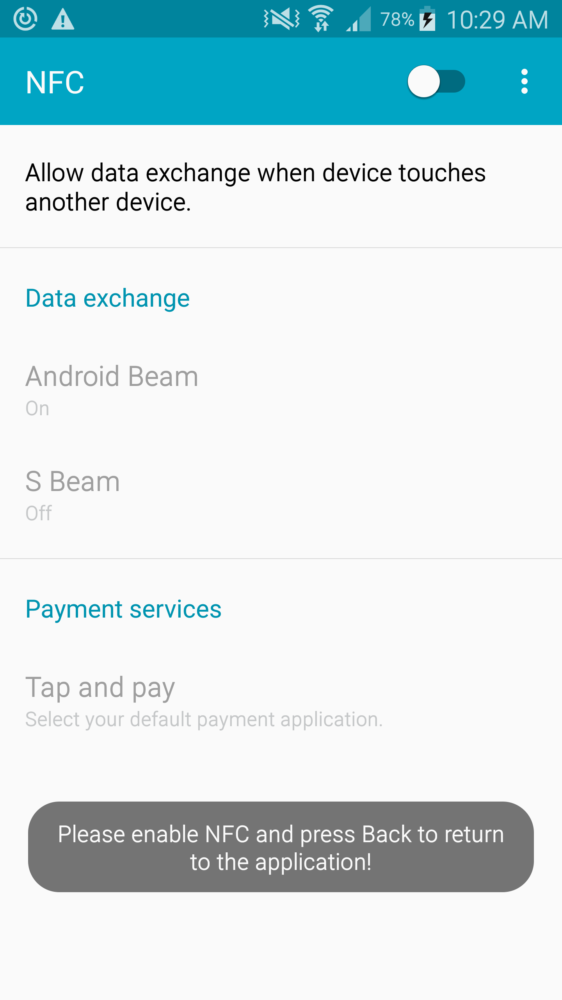 78% 10:29 AM
NFC
Allow data exchange when device touches
another device.
Data exchange
Android Beam
On
S Beam
Off
Payment services
Tap and pay
Select your default payment application.
Please enable NFC and press Back to return
to the application!